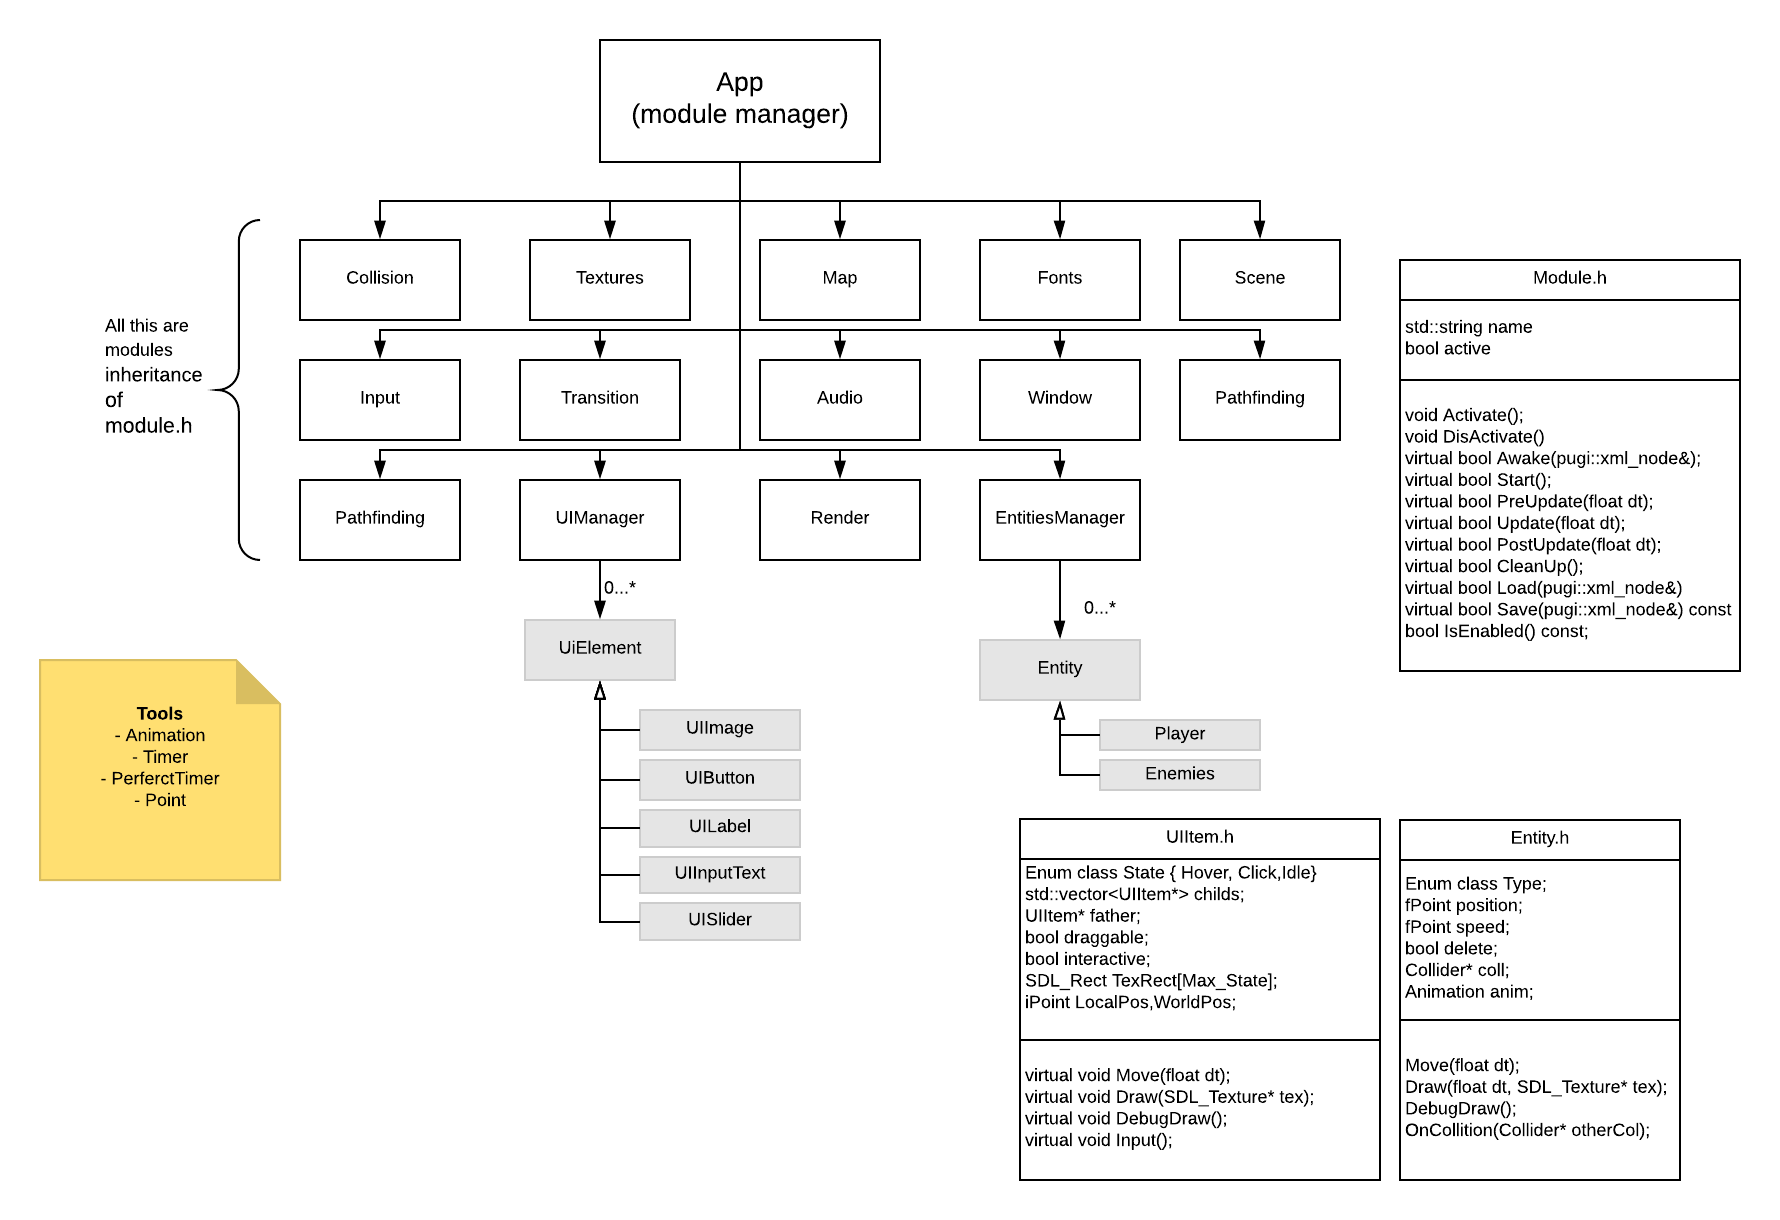 App
(module manager)
Collision
Textures
Map
Fonts
Scene
All this are
modules
inheritance
of
module.h
Input
Transition
Audio
Window
Pathfinding
Pathfinding
UIManager
Render
EntitiesManager
0...*
0...*
UiElement
Entity
UIImage
UIButton
UILabel
UIInputText
UISlider
Player
Enemies
Tools
- Animation
- Timer
- PerferctTimer
- Point
Module.h
std::string name
bool active
void Activate();
void DisActivate()
virtual bool Awake(pugi::xml_node&);
virtual bool Start();
virtual bool PreUpdate(float dt);
virtual bool Update(float dt);
virtual bool PostUpdate(float dt);
virtual bool CleanUp();
virtual bool Load(pugi::xml_node&)
virtual bool Save(pugi::xml_node&) const
bool IsEnabled() const;
UIItem.h
Enum class State { Hover, Click,Idle}
std::vector<UIItem*> childs;
UIItem* father;
bool draggable;
bool interactive;
SDL_Rect TexRect[Max_State];
iPoint LocalPos,WorldPos;
virtual void Move(float dt);
virtual void Draw(SDL_Texture* tex);
virtual void DebugDraw();
virtual void Input();
Entity.h
Enum class Type;
fPoint position;
fPoint speed;
bool delete;
Collider* coll;
Animation anim;
Move(float dt);
Draw(float dt, SDL_Texture* tex);
DebugDraw();
OnCollition(Collider* otherCol);